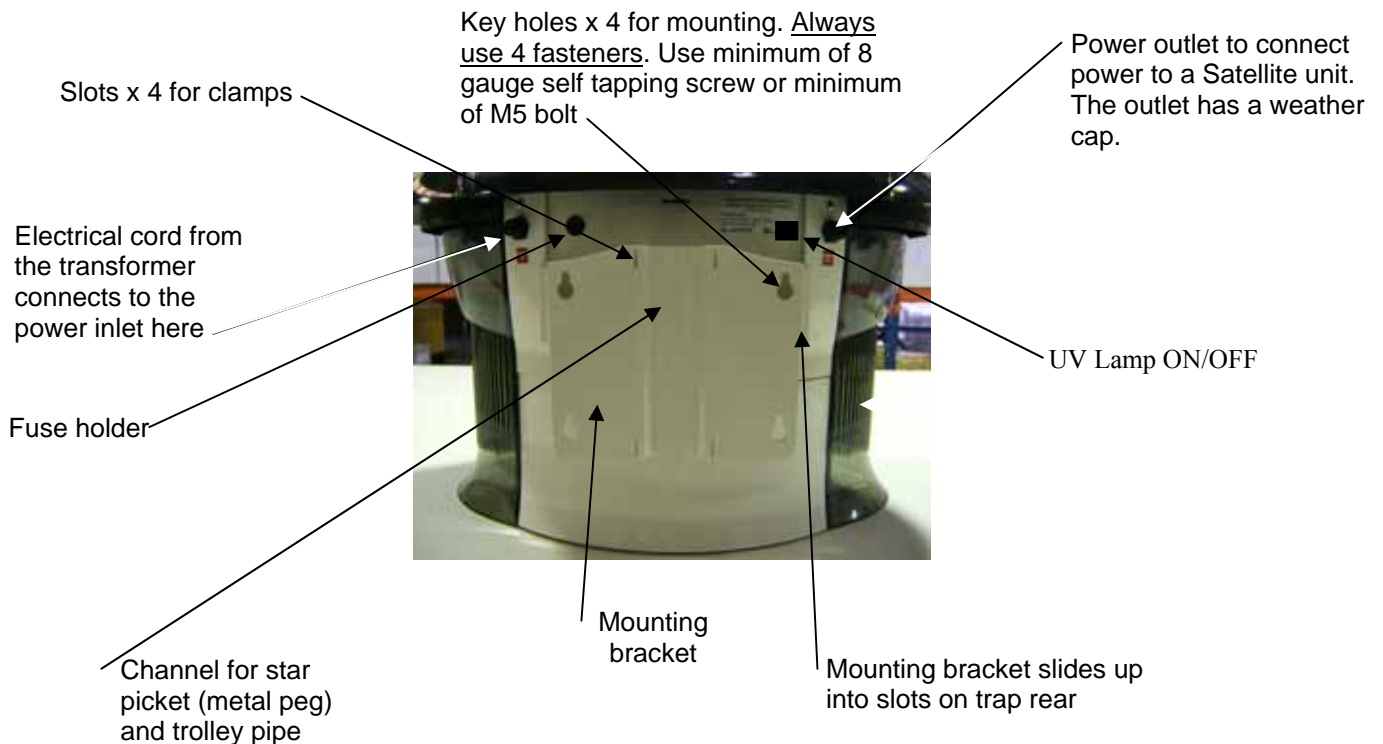 Key holes x 4 for mounting. Always
use 4 fasteners. Use minimum of 8
gauge self tapping screw or minimum
of M5 bolt
Power outlet to connect
power to a Satellite unit.
The outlet has a weather
cap.
Slots x 4 for clamps
Electrical cord from
the transformer
connects to the
power inlet here
UV Lamp ON/OFF
Fuse holder
Mounting
bracket
Channel for star
picket (metal peg)
and trolley pipe
Mounting bracket slides up
into slots on trap rear